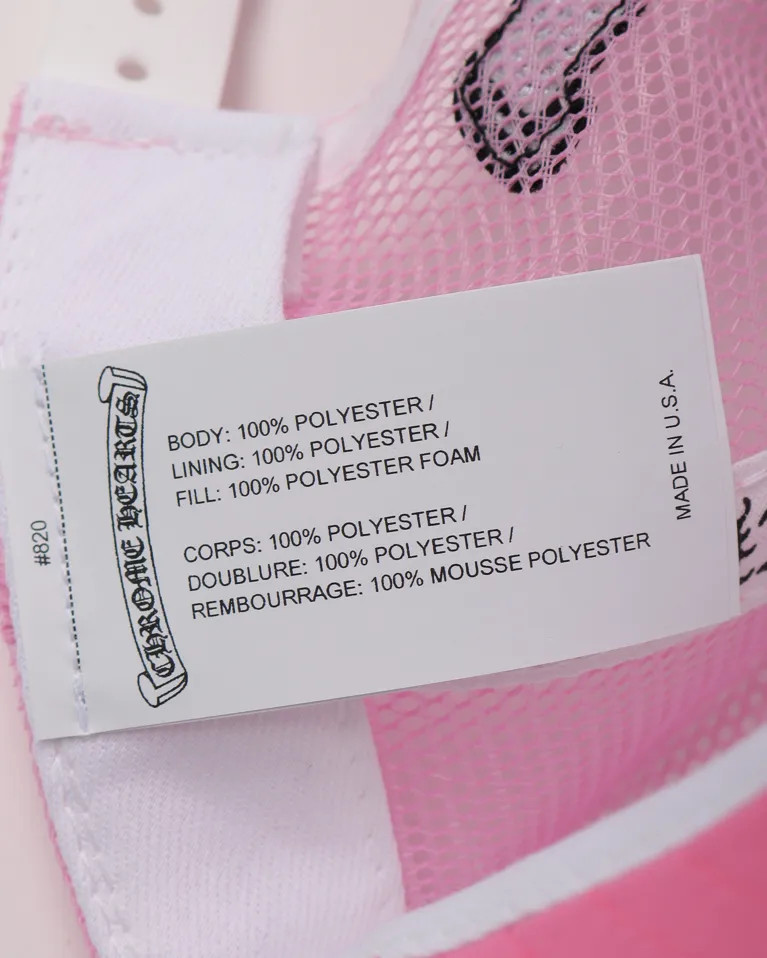 #820
CHROME HEARTS
BODY: 100% POLYESTER /
LINING: 100% POLYESTER /
FILL: 100% POLYESTER FOAM
CORPS: 100% POLYESTER /
DOUBLURE: 100% POLYESTER /
REMBOURRAGE: 100% MOUSSE POLYESTER
MADE IN U.S.A.